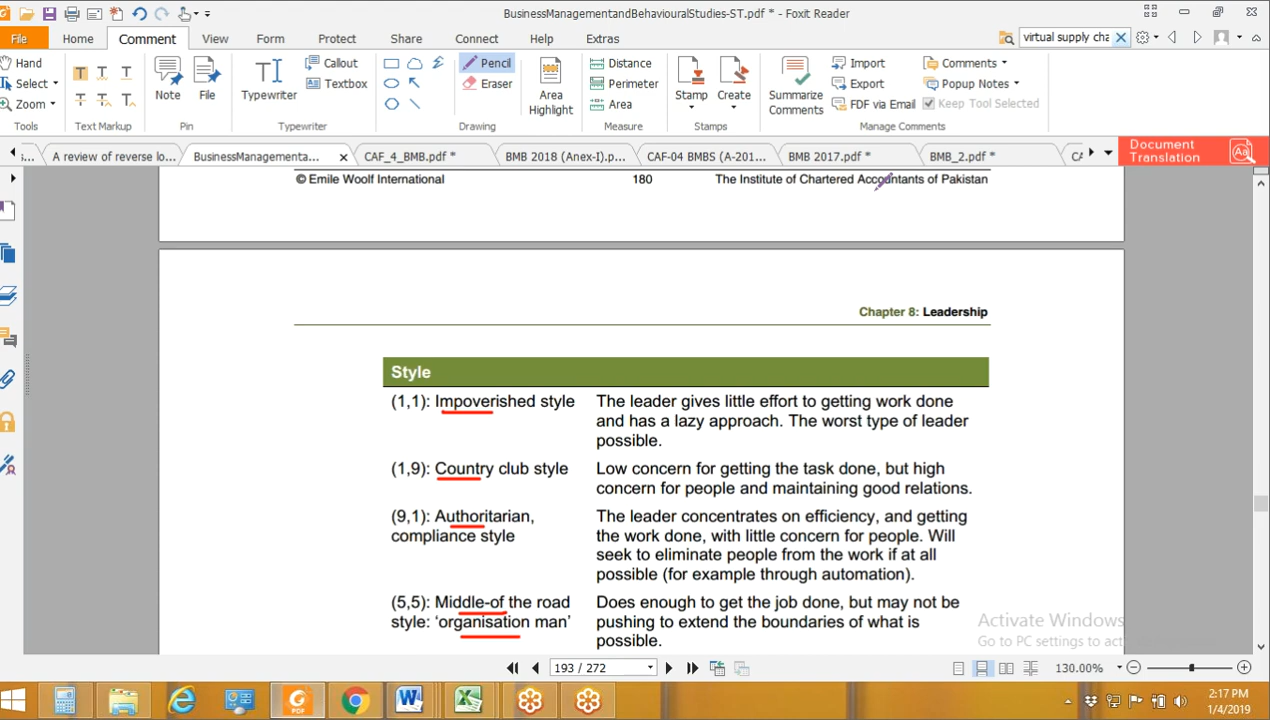 BusinessManagementandBehaviouralStudies-ST.pdf * - Foxit Reader
File Home Comment View Form Protect Share Connect Help Extras
virtual supply cha
Hand
Select
Zoom
Tools
T T T
T T T
Text Markup
Note File
Pin
Typewriter
Callout
Textbox
Typewriter
Pencil
Eraser
Area Highlight
Drawing
Distance
Perimeter
Area
Measure
Stamp Create
Stamps
Summarize Comments
Import
Export
FDF via Email
Comments
Popup Notes
Keep Tool Selected
Manage Comments
s... A review of reverse lo... BusinessManagementa... CAF_4_BMB.pdf * BMB 2018 (Anex-I).p... CAF-04 BMBS (A-201... BMB 2017.pdf * BMB_2.pdf * CA
Document Translation
© Emile Woolf International 180 The Institute of Chartered Accountants of Pakistan
Chapter 8: Leadership
Style
(1,1): Impoverished style The leader gives little effort to getting work done
and has a lazy approach. The worst type of leader
possible.
(1,9): Country club style Low concern for getting the task done, but high
concern for people and maintaining good relations.
(9,1): Authoritarian, The leader concentrates on efficiency, and getting
compliance style the work done, with little concern for people. Will
seek to eliminate people from the work if at all
possible (for example through automation).
(5,5): Middle-of the road Does enough to get the job done, but may not be
style: ‘organisation man’ pushing to extend the boundaries of what is
possible.
Activate Windows
Go to PC settings to act
193 / 272
130.00%
2:17 PM
1/4/2019